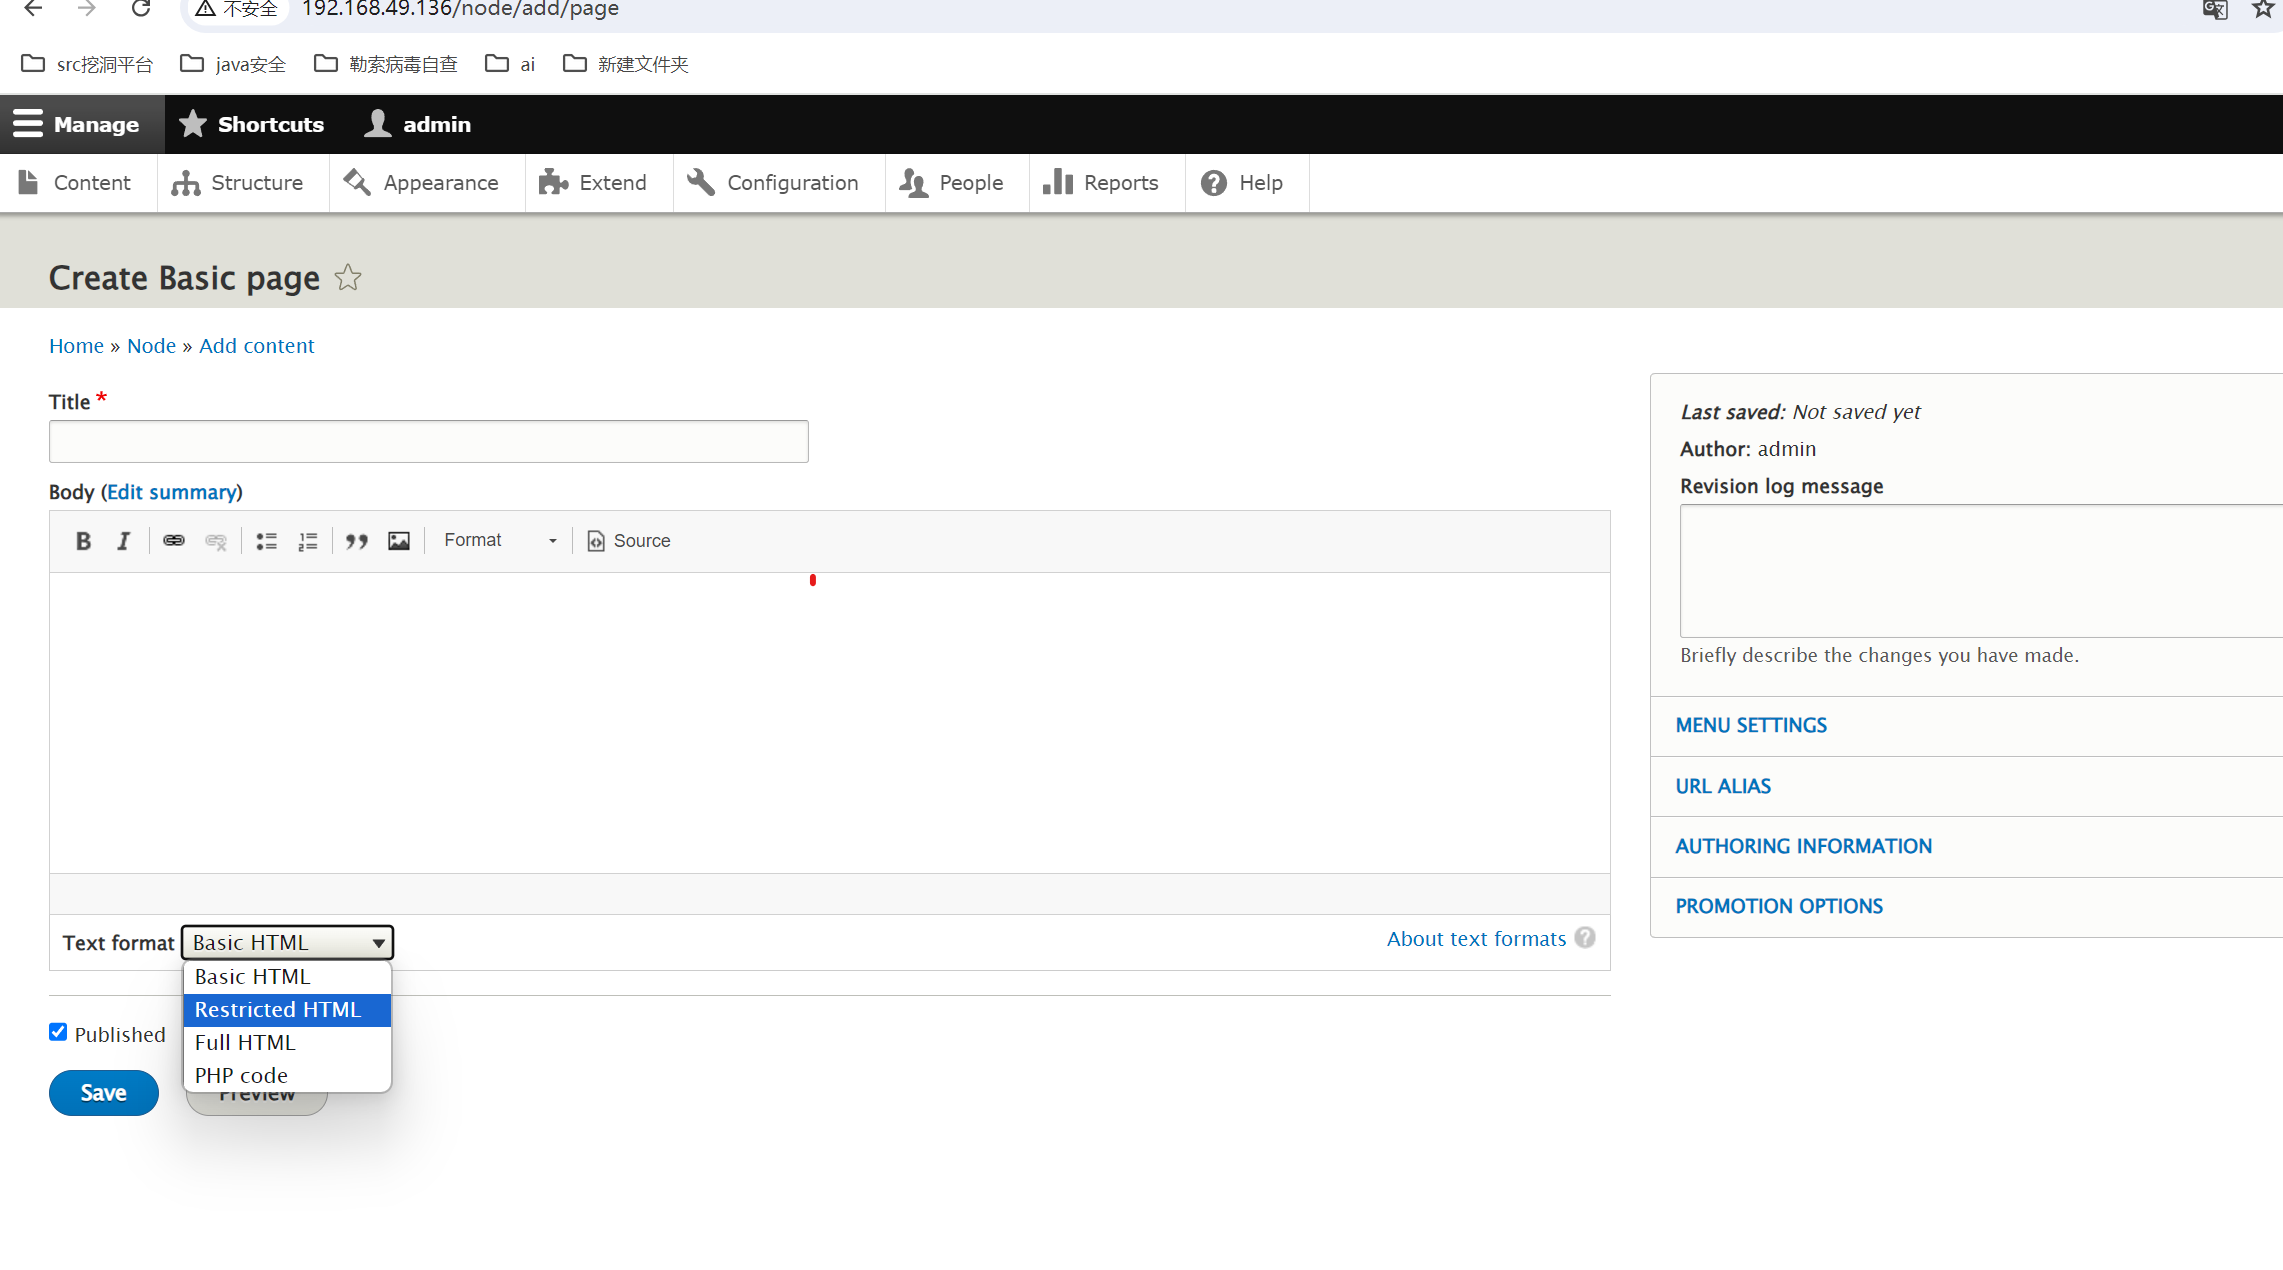 不安全 192.168.49.136/node/add/page
src挖洞平台 java安全 勒索病毒自查 ai 新建文件夹
Manage Shortcuts admin
Content Structure Appearance Extend Configuration People Reports Help
Create Basic page
Home » Node » Add content
Title *
Body (Edit summary)
B I Format Source
Text format Basic HTML
About text formats ?
Basic HTML
Restricted HTML
Full HTML
PHP code
Published
Save Preview
Last saved: Not saved yet
Author: admin
Revision log message
Briefly describe the changes you have made.
MENU SETTINGS
URL ALIAS
AUTHORING INFORMATION
PROMOTION OPTIONS